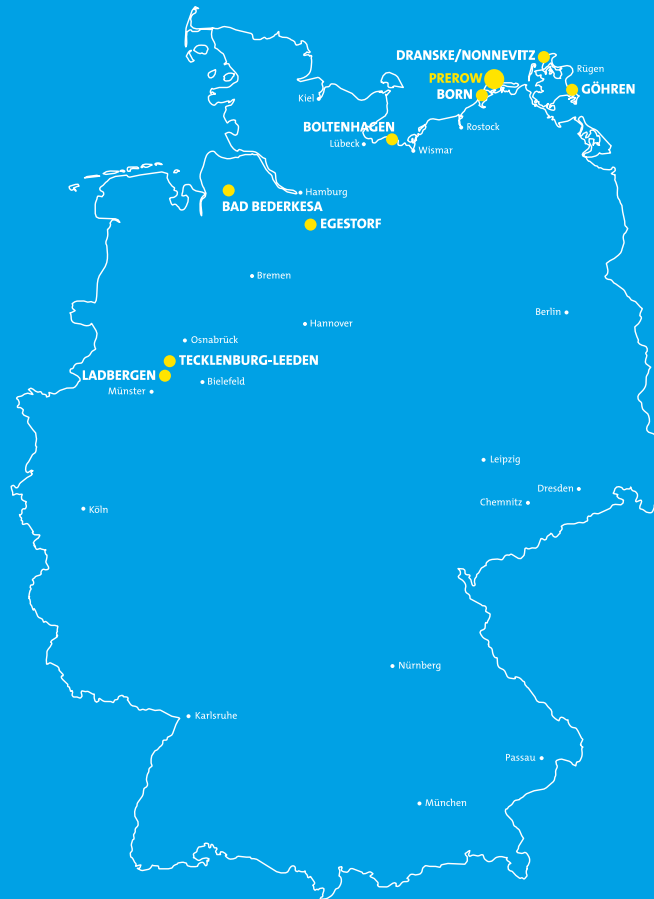 DRANSKE/NONNEVITZ
Rügen
PEROW
GÖHREN
BORN
Kiel
BOLTENHAGEN
Rostock
Lübeck
Wismar
Hamburg
BAD BEDERKESA
EGESTORF
Bremen
Berlin
Hannover
Osnabrück
TECKLENBURG-LEEDEN
LADBERGEN
Bielefeld
Münster
Leipzig
Dresden
Chemnitz
Köln
Nürnberg
Karlsruhe
Passau
München